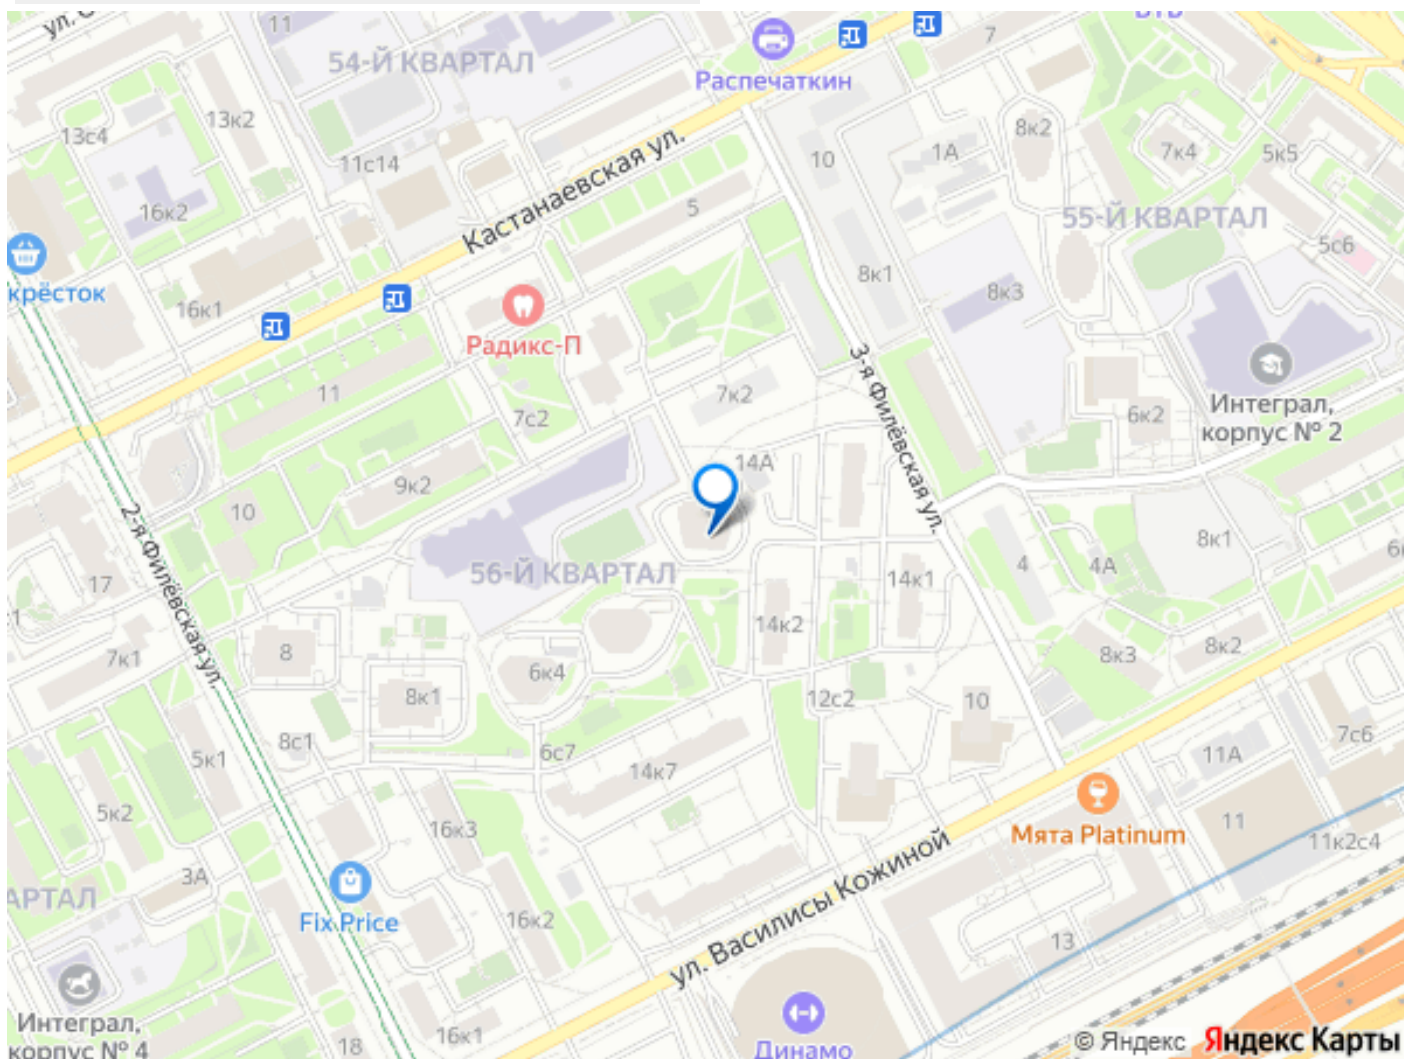 11
54-Й КВАРТАЛ
Распечаткин
7
13с4
13к2
11с14
Кастанаевская ул.
10
1А
8к2
7к4
5к5
16к2
5
55-Й КВАРТАЛ
5с6
крёсток
16к1
Радикс-П
8к1
8к3
3-я Филёвская ул.
11
7с2
7к2
6к2
Интеграл,
корпус № 2
14А
9к2
10
2-я Филёвская ул.
17
56-Й КВАРТАЛ
14к1
4
4А
8к1
7к1
8
6к4
14к2
8к3
8к2
8к1
12с2
10
8с1
5к1
6с7
14к7
11А
7с6
5к2
16к3
Мята Platinum
11
11к2с4
3А
АРТАЛ
Fix Price
16к2
ул. Василисы Кожиной
13
Интеграл,
корпус № 4
18
16к1
Динамо
© Яндекс Яндекс Карты